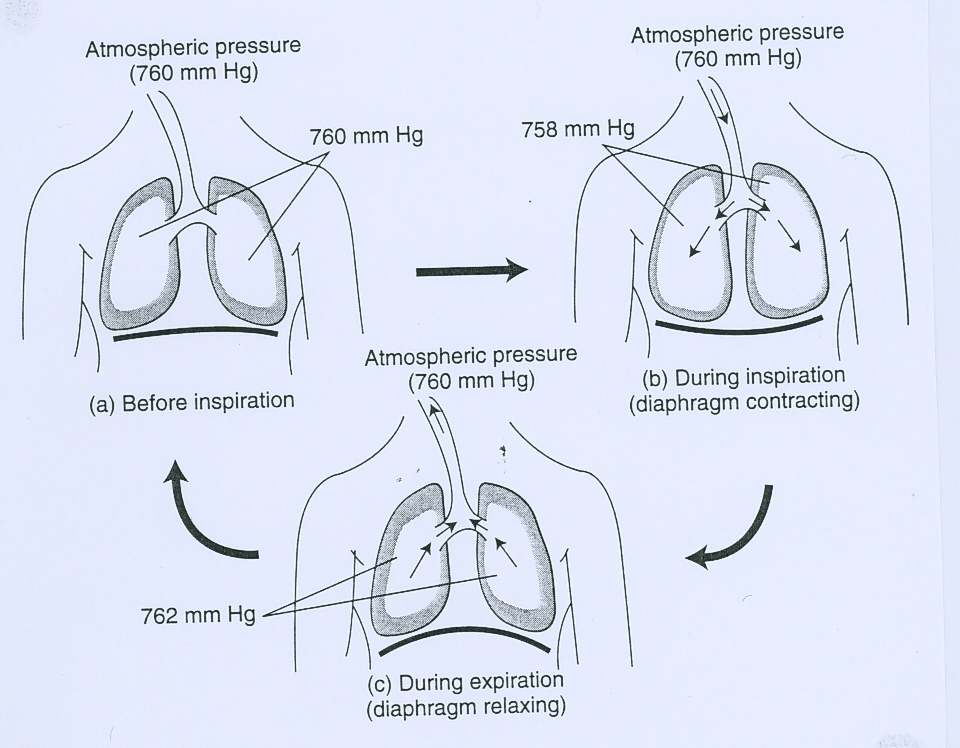 Atmospheric pressure
(760 mm Hg)
760 mm Hg
(a) Before inspiration
Atmospheric pressure
(760 mm Hg)
758 mm Hg
(b) During inspiration
(diaphragm contracting)
Atmospheric pressure
(760 mm Hg)
762 mm Hg
(c) During expiration
(diaphragm relaxing)